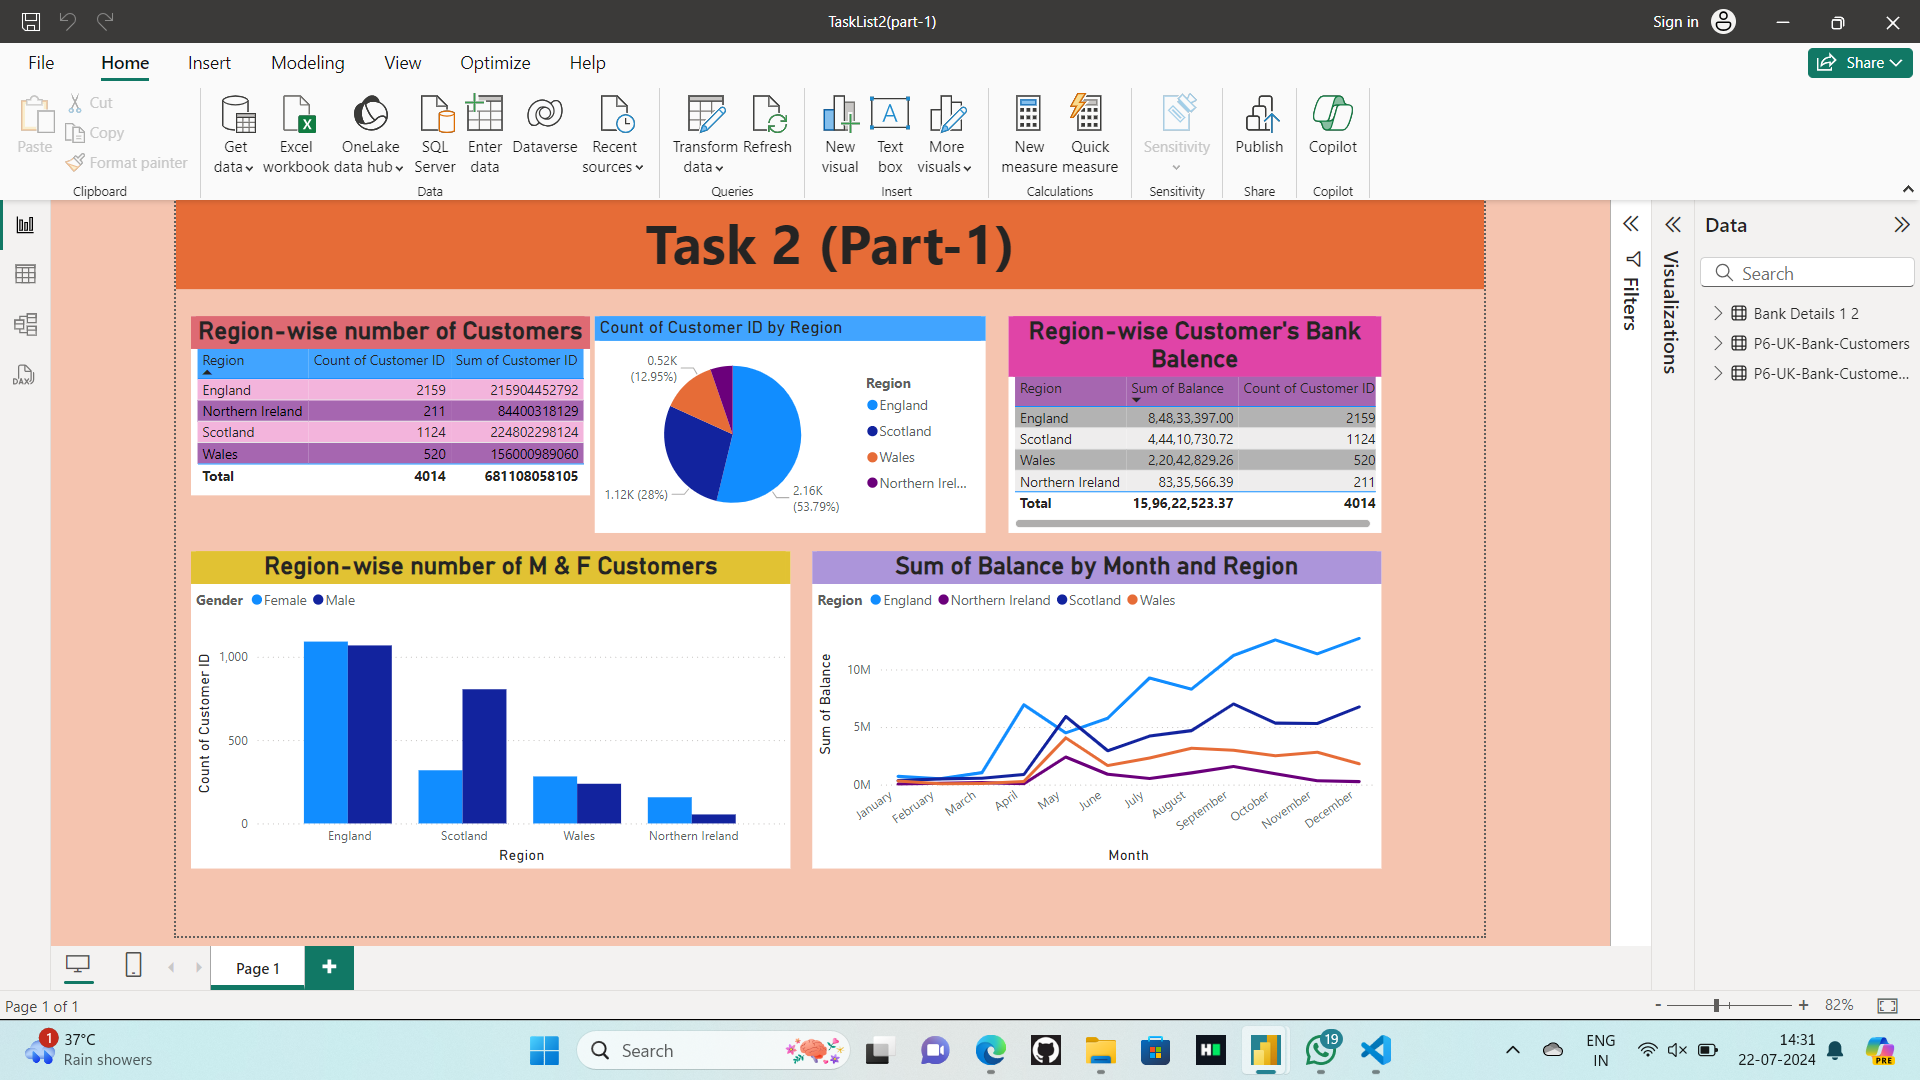 TaskList2(part-1)
Sign in
File Home Insert Modeling View Optimize Help
Share
Paste
Cut
Copy
Format painter
Clipboard
Get data
Excel workbook
OneLake data hub
SQL Server
Enter data
Dataverse
Recent sources
Data
Transform data
Refresh
Queries
New visual
Text box
More visuals
Insert
New measure
Quick measure
Calculations
Sensitivity
Sensitivity
Publish
Share
Copilot
Copilot
Task 2 (Part-1)
Region-wise number of Customers
Region Count of Customer ID Sum of Customer ID
England 2159 215904452792
Northern Ireland 211 84400318129
Scotland 1124 224802298124
Wales 520 156000989060
Total 4014 681108058105
Count of Customer ID by Region
0.52K
(12.95%)
1.12K (28%)
2.16K
(53.79%)
Region
England
Scotland
Wales
Northern Irel...
Region-wise Customer's Bank
Balence
Region Sum of Balance Count of Customer ID
England 8,48,33,397.00 2159
Scotland 4,44,10,730.72 1124
Wales 2,20,42,829.26 520
Northern Ireland 83,35,566.39 211
Total 15,96,22,523.37 4014
Region-wise number of M & F Customers
Gender Female Male
Count of Customer ID
1,000
500
0
England Scotland Wales Northern Ireland
Region
Sum of Balance by Month and Region
Region England Northern Ireland Scotland Wales
Sum of Balance
10M
5M
0M
January February March April May June July August September October November December
Month
Filters
Visualizations
Data
Search
Bank Details 1 2
P6-UK-Bank-Customers
P6-UK-Bank-Custome...
Page 1
+
Page 1 of 1
- + 82%
1
37°C
Rain showers
Search
19
PRE
ENG
IN
14:31
22-07-2024